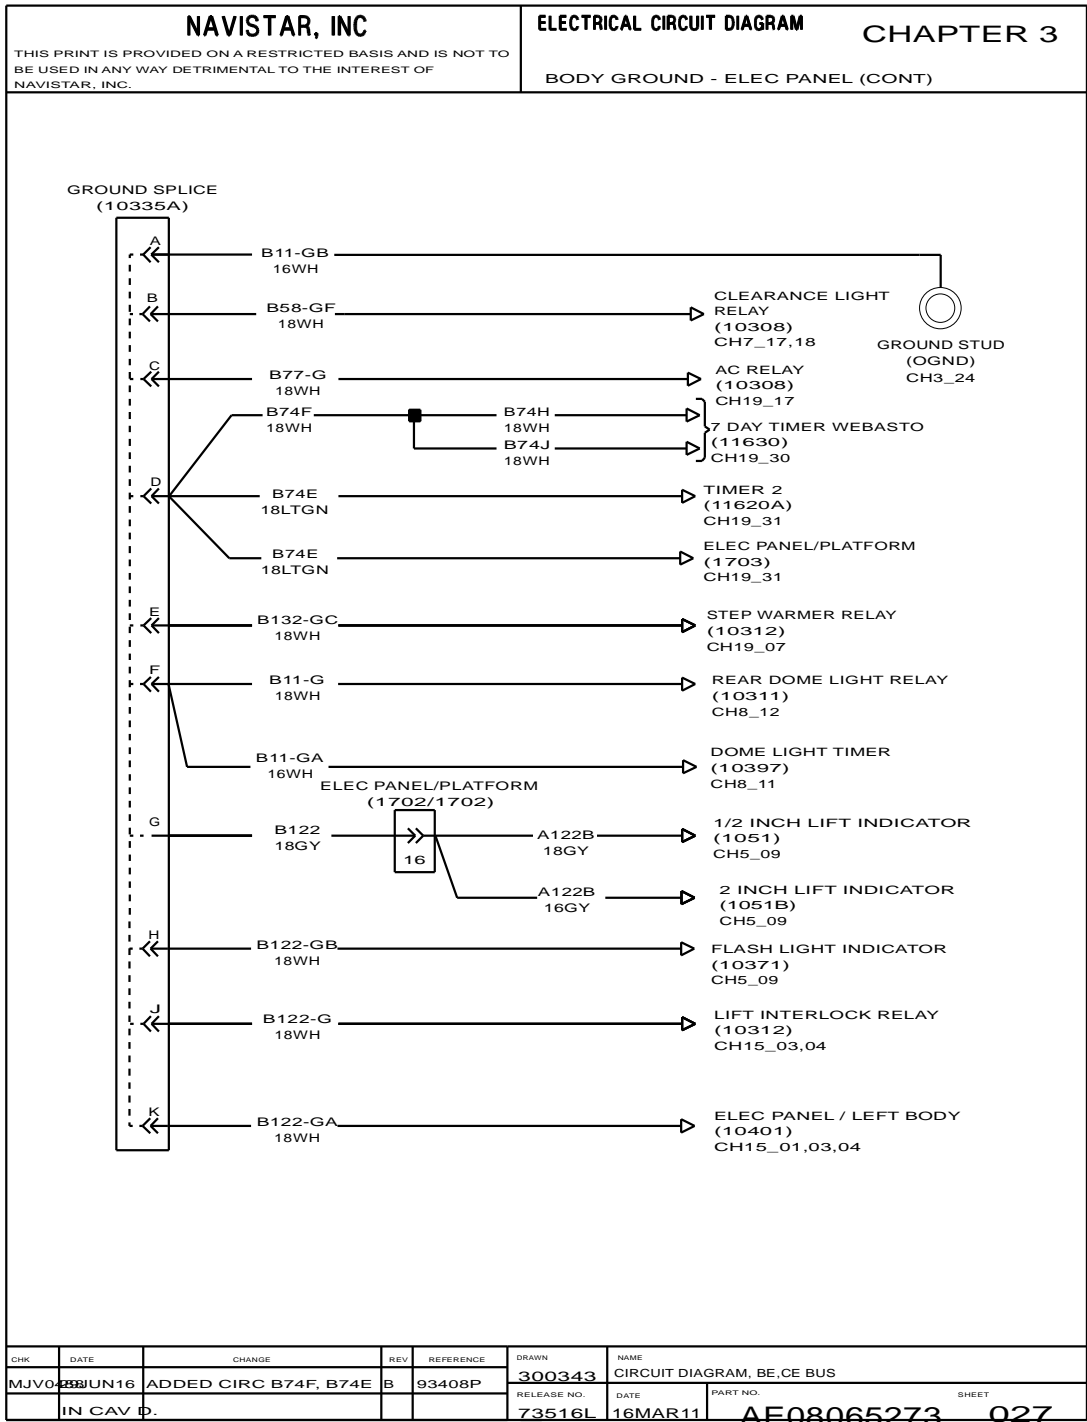 NAVISTAR, INC
THIS PRINT IS PROVIDED ON A RESTRICTED BASIS AND IS NOT TO
BE USED IN ANY WAY DETRIMENTAL TO THE INTEREST OF
NAVISTAR, INC.
ELECTRICAL CIRCUIT DIAGRAM
CHAPTER 3
BODY GROUND - ELEC PANEL (CONT)
GROUND SPLICE
(10335A)
A
B11-GB
16WH
GROUND STUD
(OGND)
CH3_24
B
B58-GF
18WH
CLEARANCE LIGHT
RELAY
(10308)
CH7_17,18
C
B77-G
18WH
AC RELAY
(10308)
CH19_17
D
B74F
18WH
B74H
18WH
B74J
18WH
7 DAY TIMER WEBASTO
(11630)
CH19_30
B74E
18LTGN
TIMER 2
(11620A)
CH19_31
B74E
18LTGN
ELEC PANEL/PLATFORM
(1703)
CH19_31
E
B132-GC
18WH
STEP WARMER RELAY
(10312)
CH19_07
F
B11-G
18WH
REAR DOME LIGHT RELAY
(10311)
CH8_12
B11-GA
16WH
DOME LIGHT TIMER
(10397)
CH8_11
ELEC PANEL/PLATFORM
(1702/1702)
G
B122
18GY
16
A122B
18GY
1/2 INCH LIFT INDICATOR
(1051)
CH5_09
A122B
16GY
2 INCH LIFT INDICATOR
(1051B)
CH5_09
H
B122-GB
18WH
FLASH LIGHT INDICATOR
(10371)
CH5_09
J
B122-G
18WH
LIFT INTERLOCK RELAY
(10312)
CH15_03,04
K
B122-GA
18WH
ELEC PANEL / LEFT BODY
(10401)
CH15_01,03,04
CHK DATE CHANGE REV REFERENCE
ADDED CIRC B74F, B74E B 93408P
IN CAV D.
DRAWN
300343
NAME
CIRCUIT DIAGRAM, BE,CE BUS
RELEASE NO.
73516L
DATE
16MAR11
PART NO.
AE08065273
SHEET
027